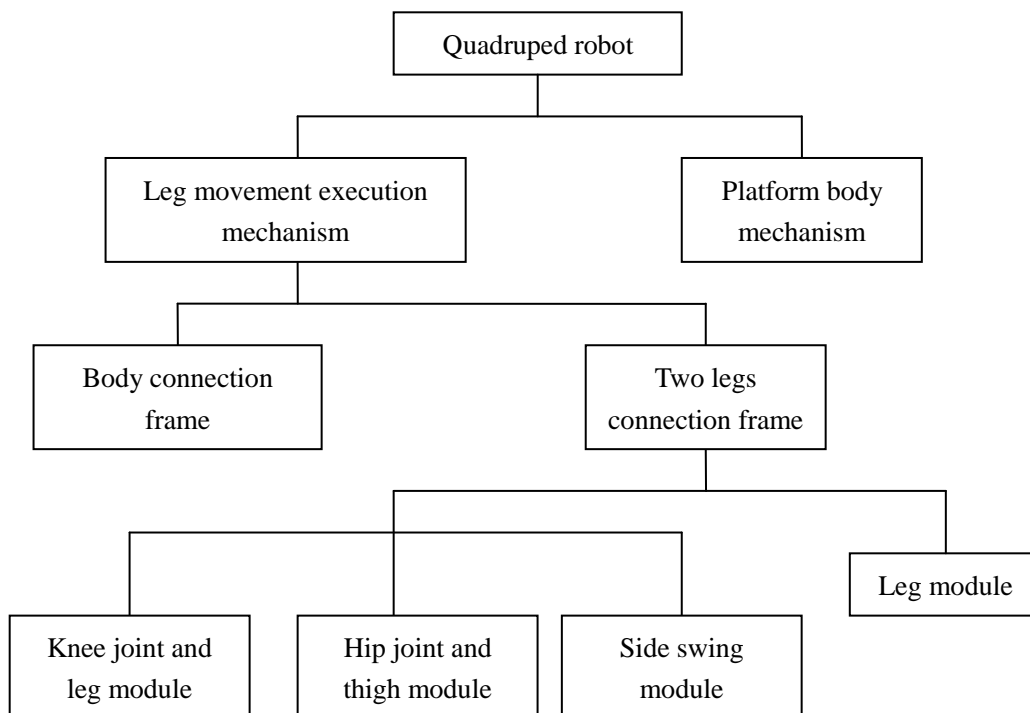 Quadruped robot
Leg movement execution
mechanism
Platform body
mechanism
Body connection
frame
Two legs
connection frame
Leg module
Knee joint and
leg module
Hip joint and
thigh module
Side swing
module